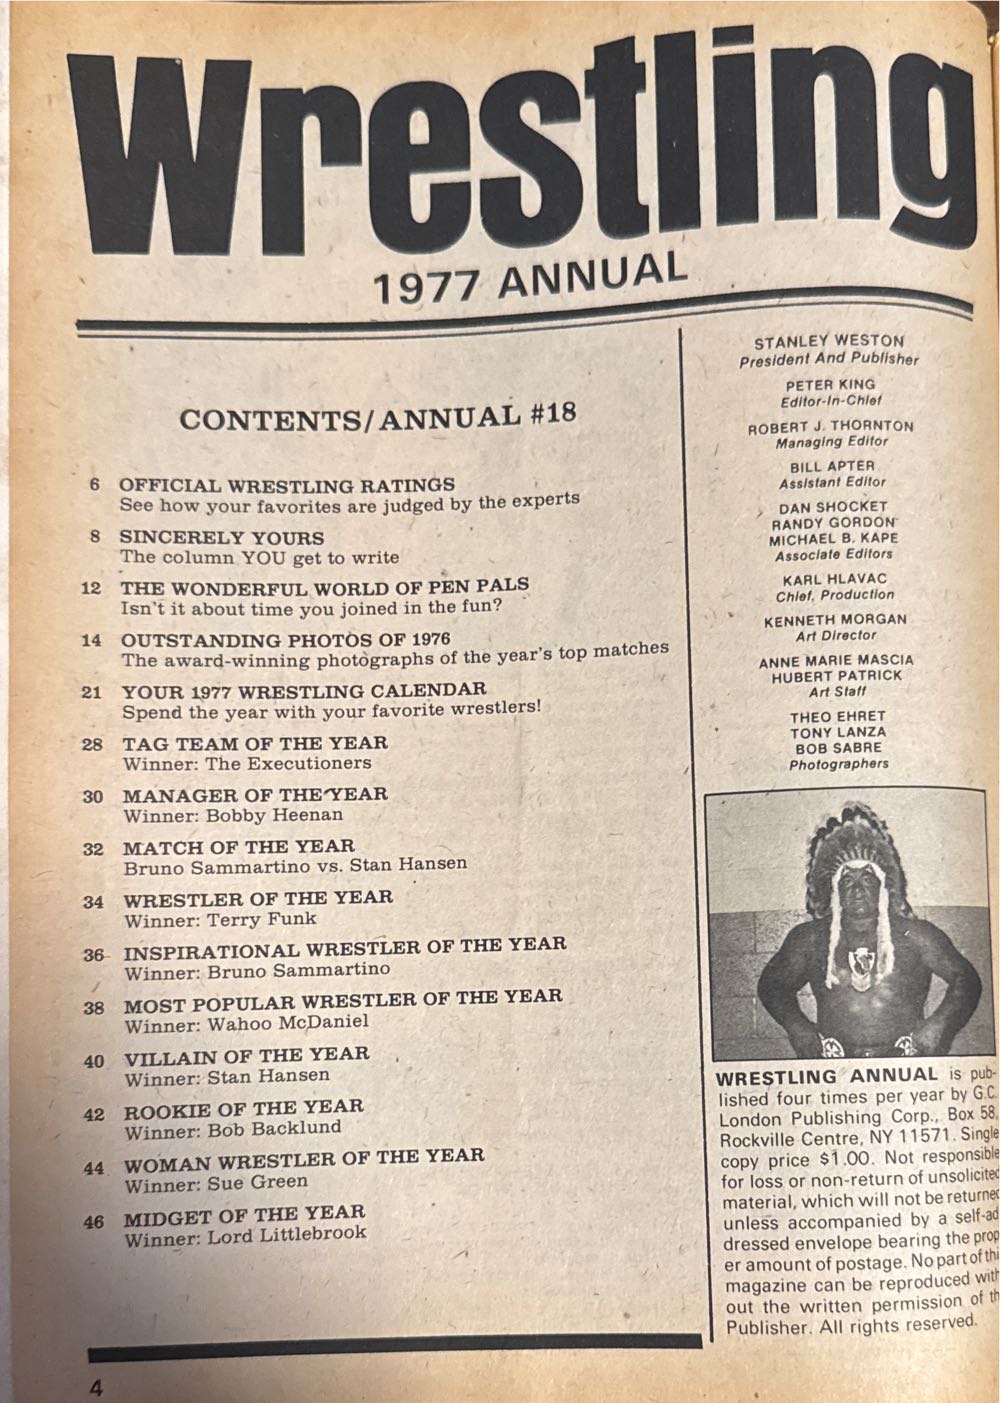 Wrestling
1977 ANNUAL
CONTENTS/ANNUAL #18
6 OFFICIAL WRESTLING RATINGS
See how your favorites are judged by the experts
8 SINCERELY YOURS
The column YOU get to write
12 THE WONDERFUL WORLD OF PEN PALS
Isn't it about time you joined in the fun?
14 OUTSTANDING PHOTOS OF 1976
The award-winning photographs of the year's top matches
21 YOUR 1977 WRESTLING CALENDAR
Spend the year with your favorite wrestlers!
28 TAG TEAM OF THE YEAR
Winner: The Executioners
30 MANAGER OF THE YEAR
Winner: Bobby Heenan
32 MATCH OF THE YEAR
Bruno Sammartino vs. Stan Hansen
34 WRESTLER OF THE YEAR
Winner: Terry Funk
36 INSPIRATIONAL WRESTLER OF THE YEAR
Winner: Bruno Sammartino
38 MOST POPULAR WRESTLER OF THE YEAR
Winner: Wahoo McDaniel
40 VILLAIN OF THE YEAR
Winner: Stan Hansen
42 ROOKIE OF THE YEAR
Winner: Bob Backlund
44 WOMAN WRESTLER OF THE YEAR
Winner: Sue Green
46 MIDGET OF THE YEAR
Winner: Lord Littlebrook
STANLEY WESTON
President And Publisher
PETER KING
Editor-In-Chief
ROBERT J. THORNTON
Managing Editor
BILL APTER
Assistant Editor
DAN SHOCKET
RANDY GORDON
MICHAEL B. KAPE
Associate Editors
KARL HLAVAC
Chief, Production
KENNETH MORGAN
Art Director
ANNE MARIE MASCIA
HUBERT PATRICK
Art Staff
THEO EHRET
TONY LANZA
BOB SABRE
Photographers
WRESTLING ANNUAL is pub-
lished four times per year by G.C.
London Publishing Corp., Box 58,
Rockville Centre, NY 11571. Single
copy price $1.00. Not responsible
for loss or non-return of unsolicited
material, which will not be returned
unless accompanied by a self-ad
dressed envelope bearing the prop
er amount of postage. No part of thi
magazine can be reproduced with
out the written permission of th
Publisher. All rights reserved.
4